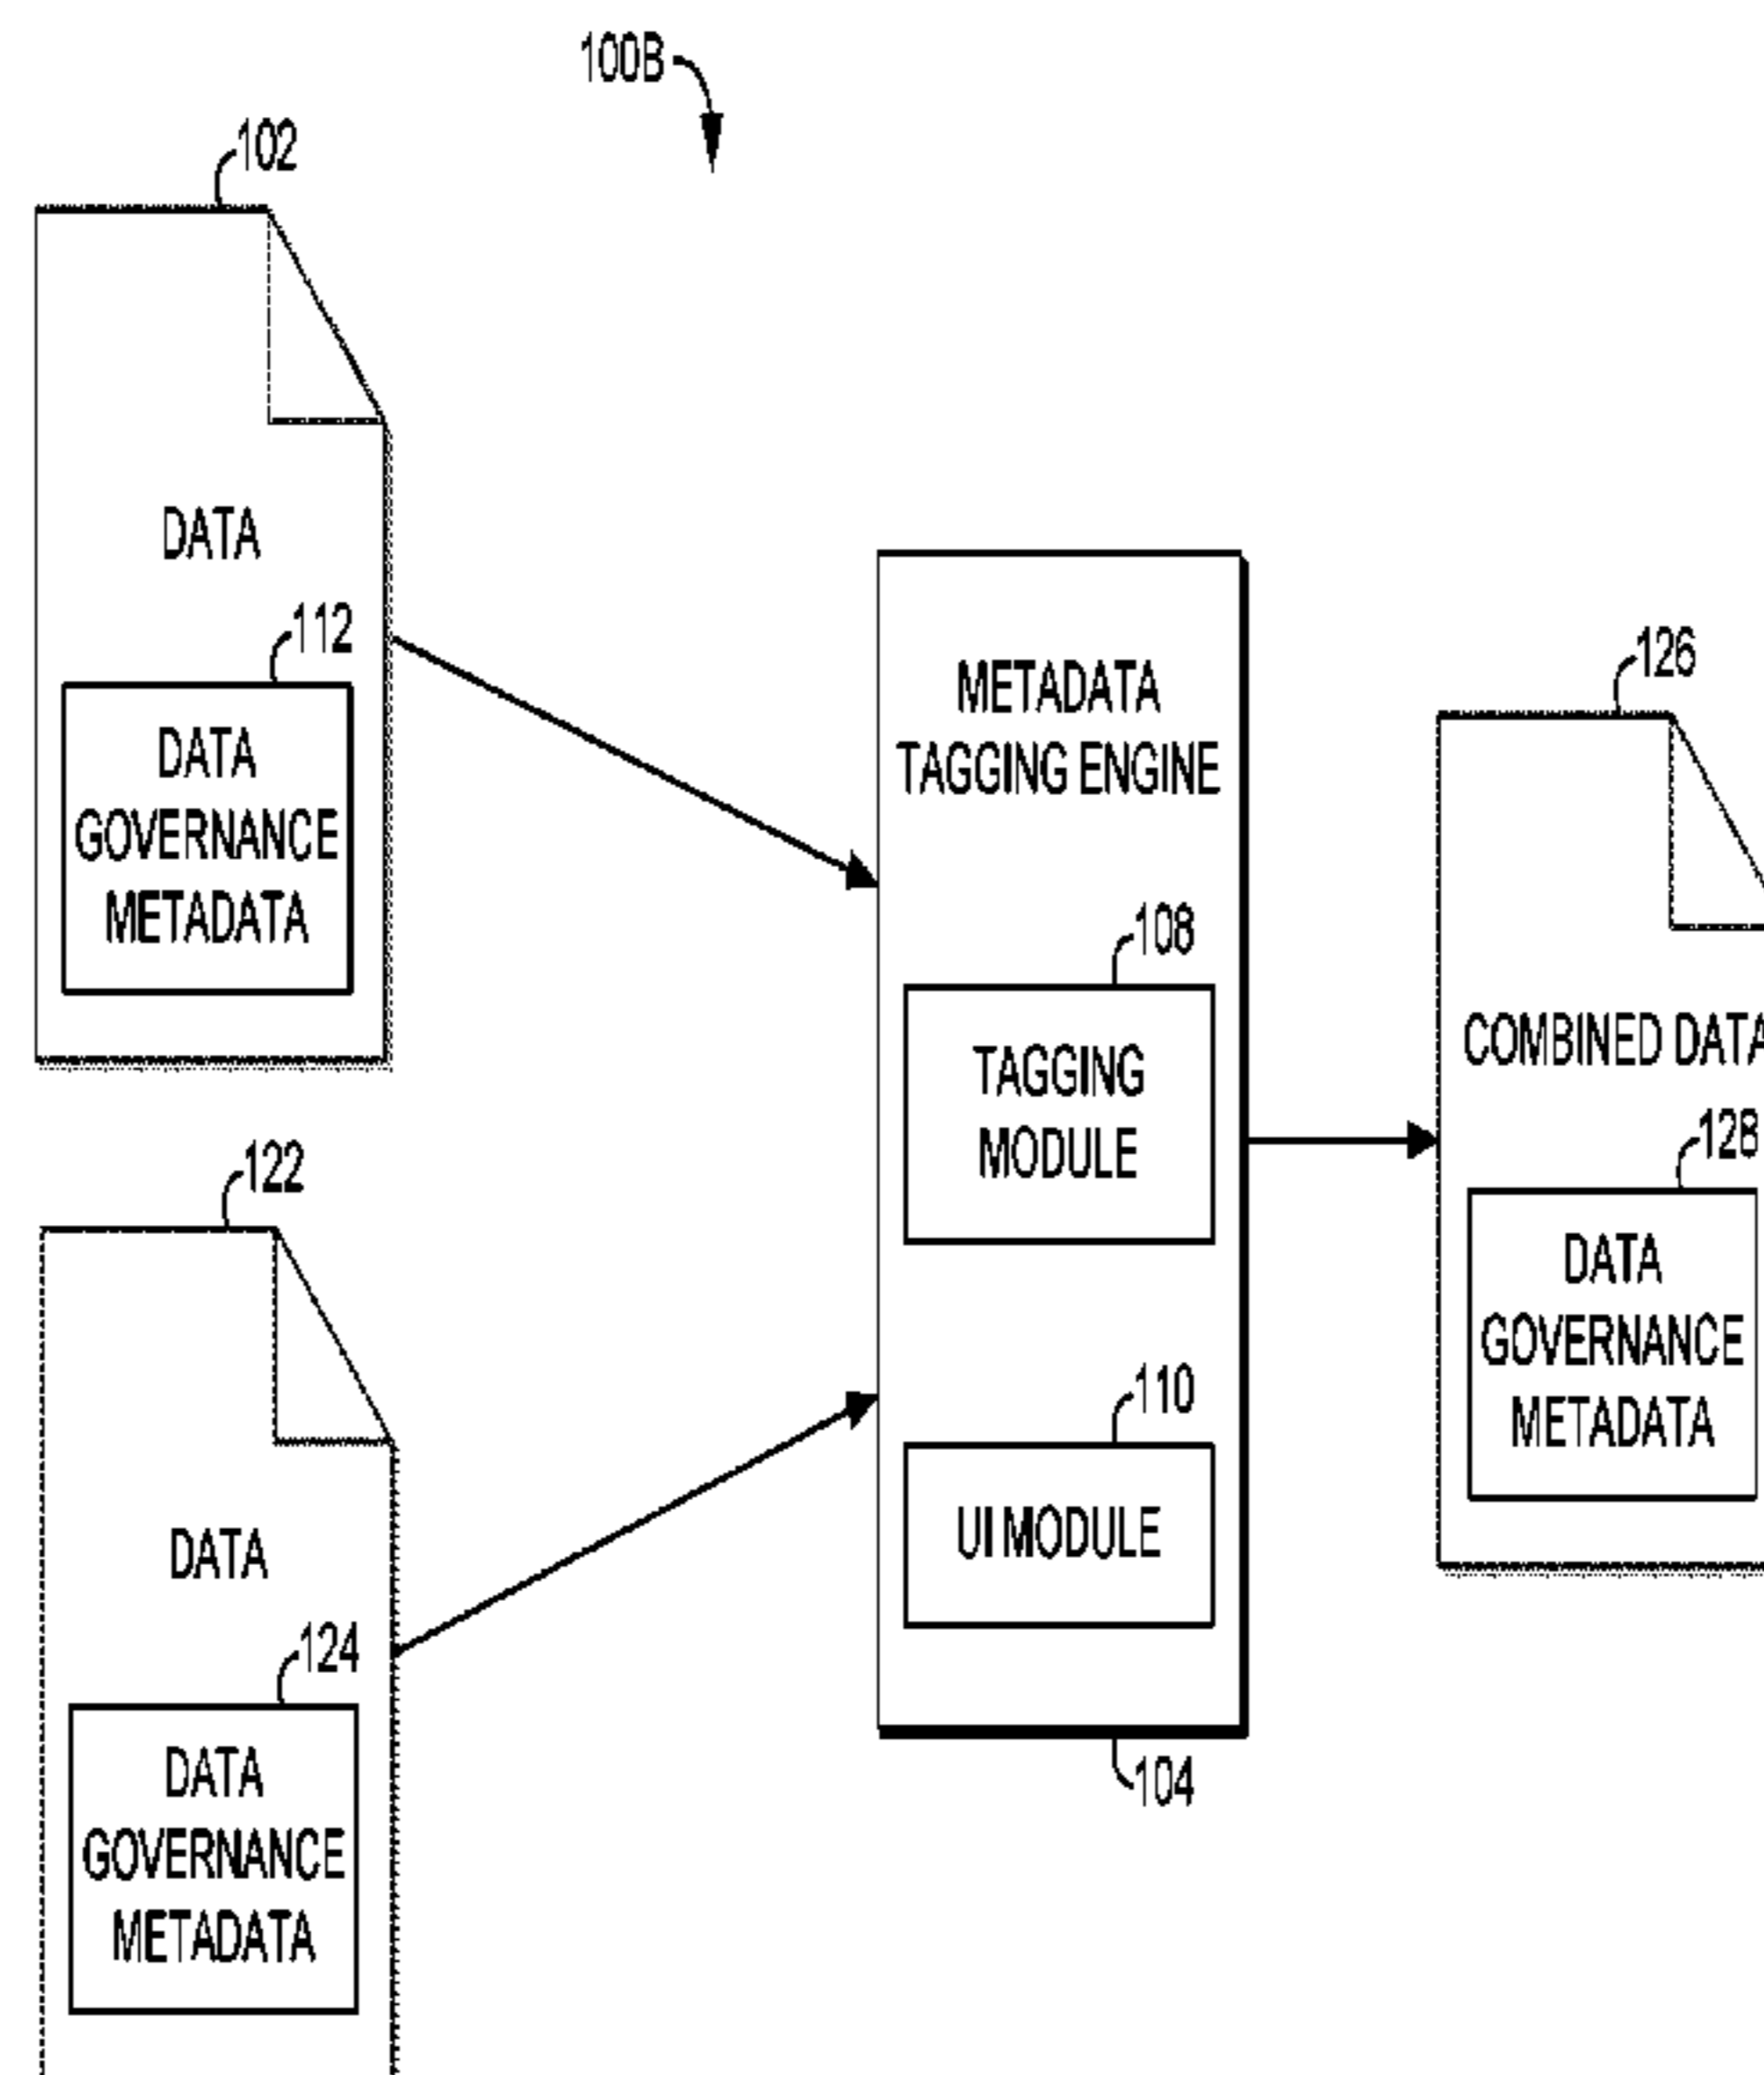 100B
102
DATA
112
DATA
GOVERNANCE
METADATA
122
DATA
124
DATA
GOVERNANCE
METADATA
METADATA
TAGGING ENGINE
108
TAGGING
MODULE
110
UI MODULE
104
126
COMBINED DATA
128
DATA
GOVERNANCE
METADATA